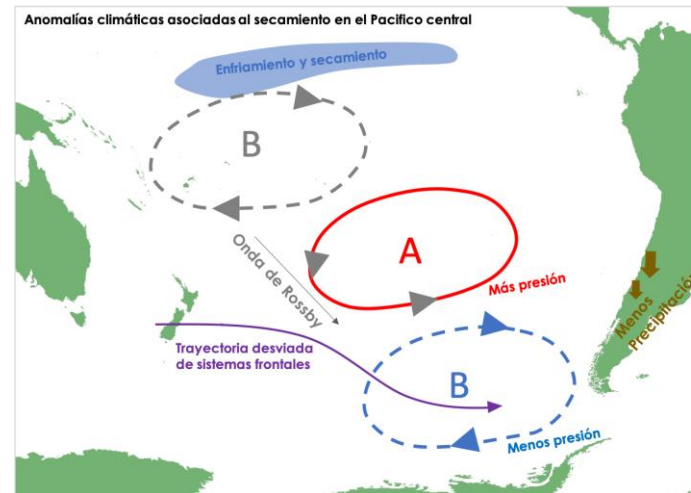 Anomalías climáticas asociadas al secamiento en el Pacifico central
Enfriamiento y secamiento
B
A
Onda de Rossby
Más presión
Menos
Precipitación
Trayectoria desviada
de sistemas frontales
B
Menos presión